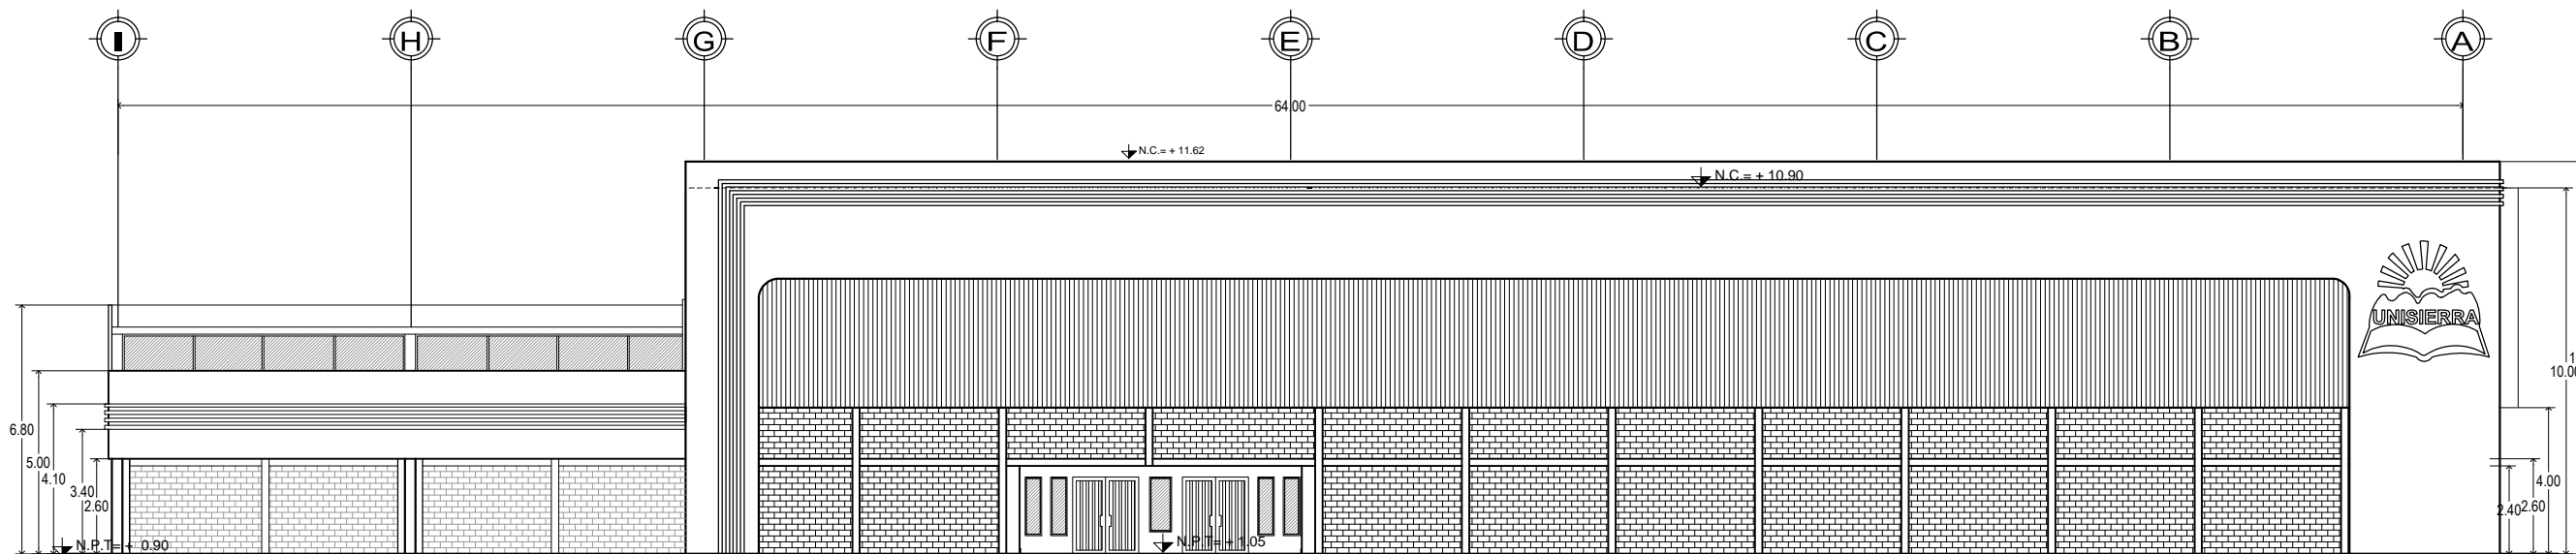 I H G F E D C B A
64.00
N.C.= + 11.62
N.C.= + 10.90
UNISIERRA
10.00
6.80
5.00
4.10
3.40
2.60
4.00
2.60
2.40
N.P.T= + 0.90
N.P.T= + 1.05